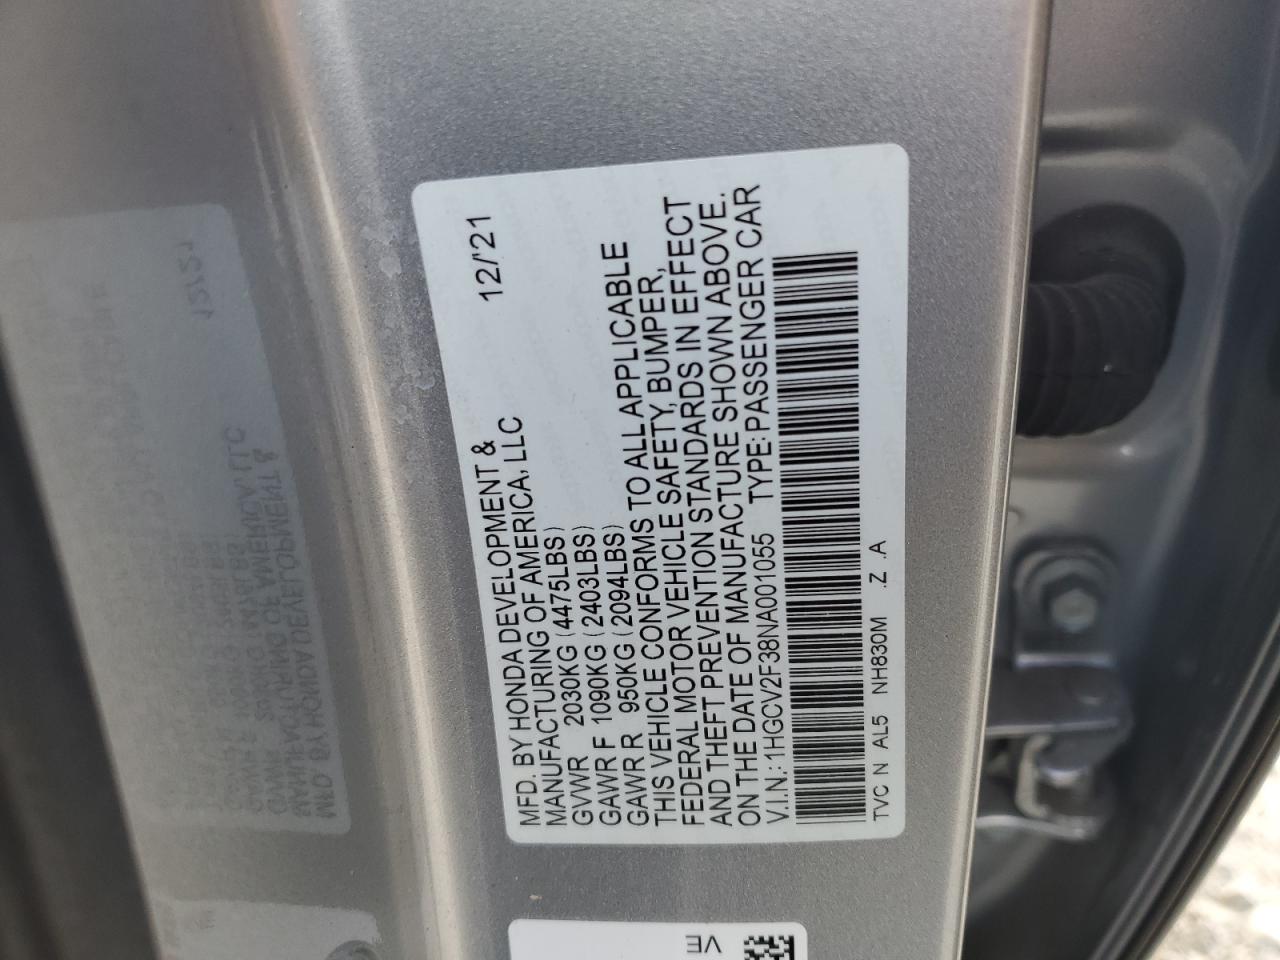 MFD. BY HONDA DEVELOPMENT & 12/'21
MANUFACTURING OF AMERICA, LLC
GVWR 2030KG (4475LBS)
GAWR F 1090KG (2403LBS)
GAWR R 950KG (2094LBS)
THIS VEHICLE CONFORMS TO ALL APPLICABLE
FEDERAL MOTOR VEHICLE SAFETY, BUMPER,
AND THEFT PREVENTION STANDARDS IN EFFECT
ON THE DATE OF MANUFACTURE SHOWN ABOVE.
V.I.N.: 1HGCV2F38NA001055 TYPE: PASSENGER CAR
TVC N AL5 NH830M .Z .A
VE